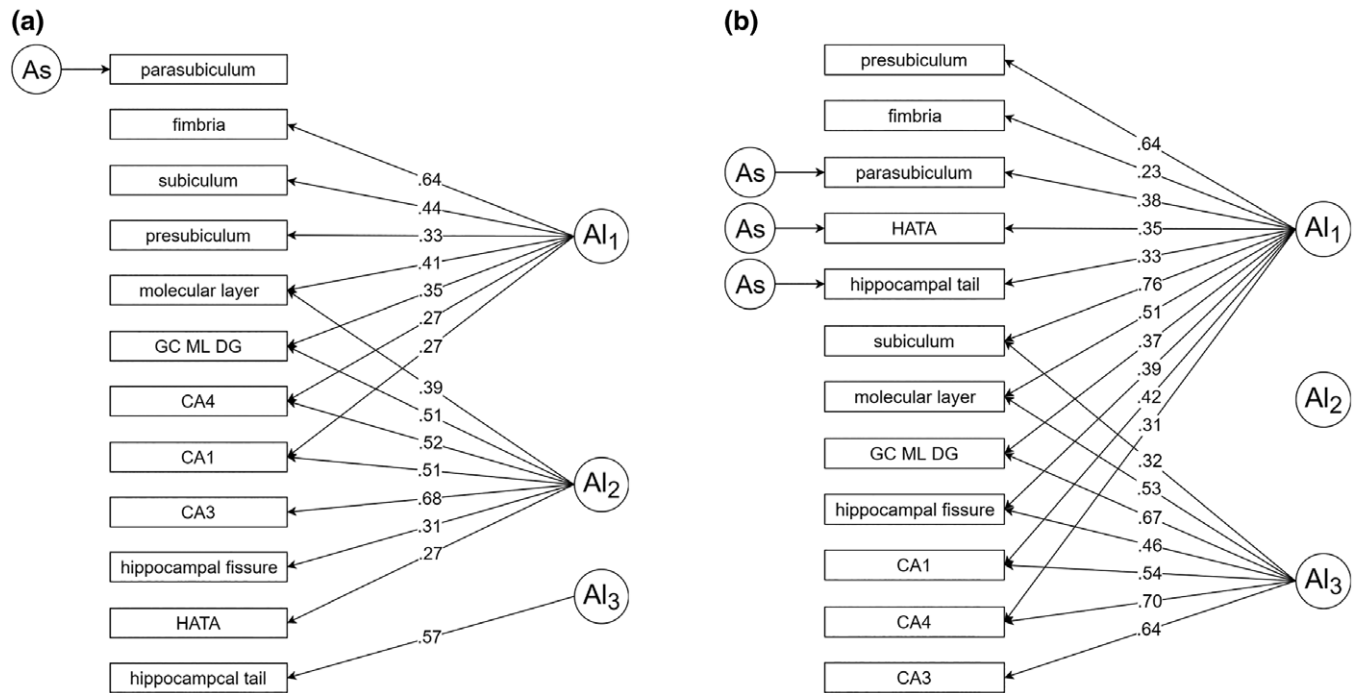 (a)
As
parasubiculum
fimbria
subiculum
presubiculum
molecular layer
GC ML DG
CA4
CA1
CA3
hippocampal fissure
HATA
hippocampcal tail
.64
.44
.33
.41
.35
.27
.27
.39
.51
.52
.51
.68
.31
.27
.57
Al1
Al2
Al3
(b)
presubiculum
fimbria
As
parasubiculum
As
HATA
As
hippocampal tail
subiculum
molecular layer
GC ML DG
hippocampal fissure
CA1
CA4
CA3
.64
.23
.38
.35
.33
.76
.51
.37
.39
.42
.31
.32
.53
.67
.46
.54
.70
.64
Al1
Al2
Al3